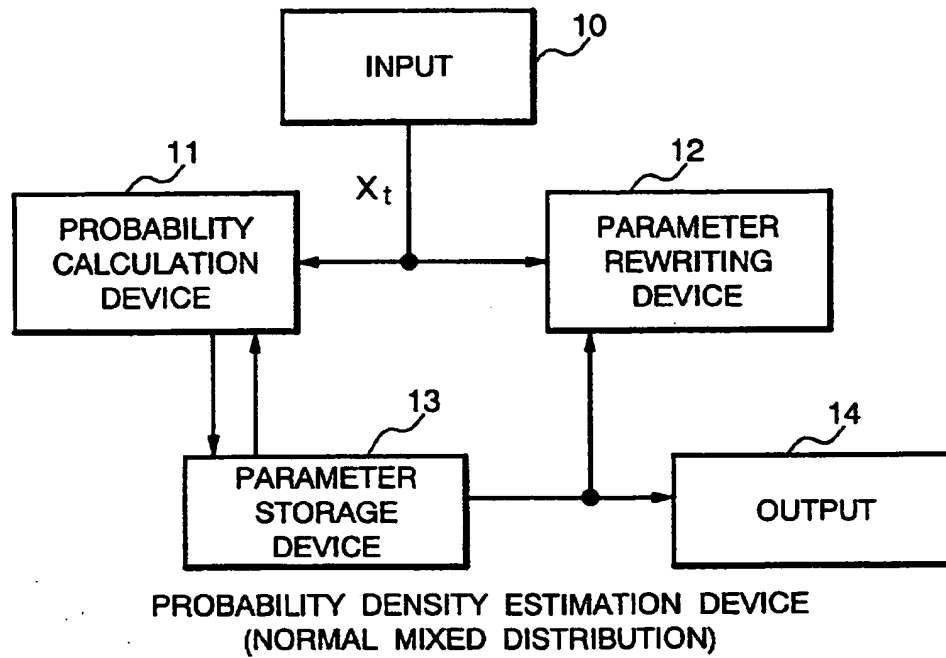 10
INPUT
11
12
X t
PROBABILITY
CALCULATION
DEVICE
PARAMETER
REWRITING
DEVICE
13
14
PARAMETER
STORAGE
DEVICE
OUTPUT
PROBABILITY DENSITY ESTIMATION DEVICE
(NORMAL MIXED DISTRIBUTION)